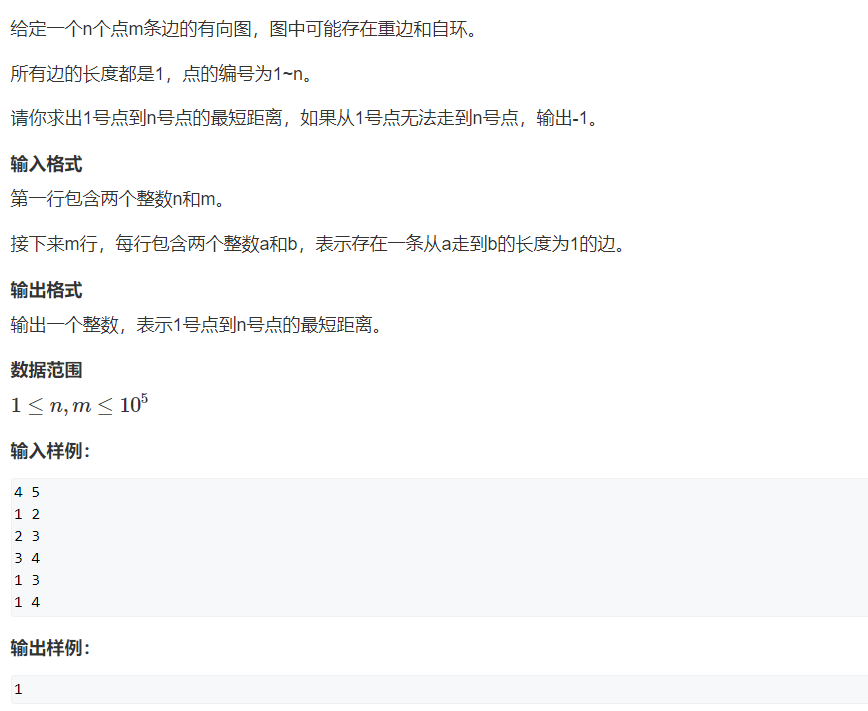 给定一个n个点m条边的有向图，图中可能存在重边和自环。
所有边的长度都是1，点的编号为1~n。
请你求出1号点到n号点的最短距离，如果从1号点无法走到n号点，输出-1。
输入格式
第一行包含两个整数n和m。
接下来m行，每行包含两个整数a和b，表示存在一条从a走到b的长度为1的边。
输出格式
输出一个整数，表示1号点到n号点的最短距离。
数据范围
1 ≤ n, m ≤ 10⁵
输入样例：
4 5
1 2
2 3
3 4
1 3
1 4
输出样例：
1